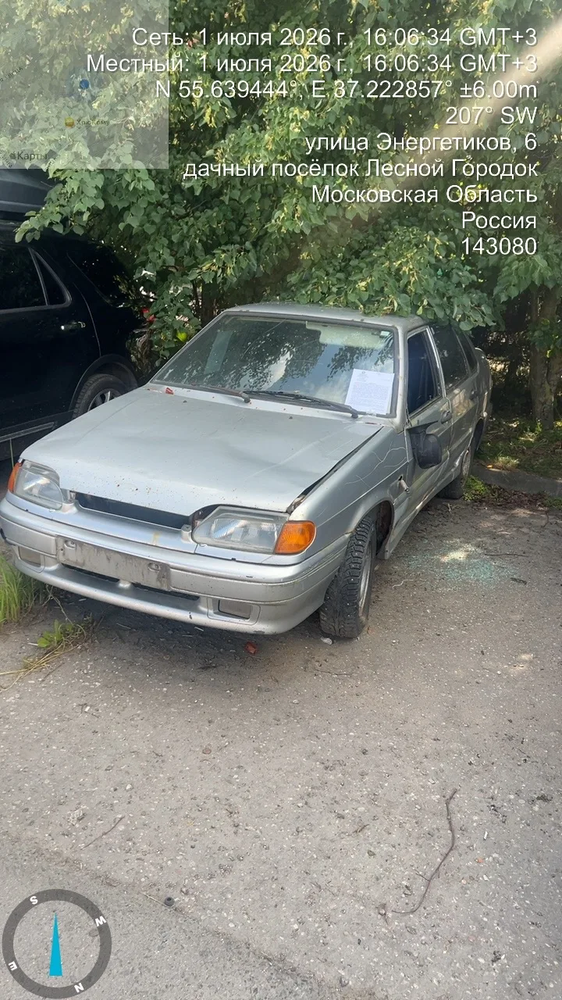 Сеть: 1 июля 2026 г., 16:06:34 GMT+3
Местный: 1 июля 2026 г., 16:06:34 GMT+3
N 55.639444°, E 37.222857° ±6.00m
207° SW
улица Энергетиков, 6
дачный посёлок Лесной Городок
Московская Область
Россия
143080
Карты
S
W
E
N